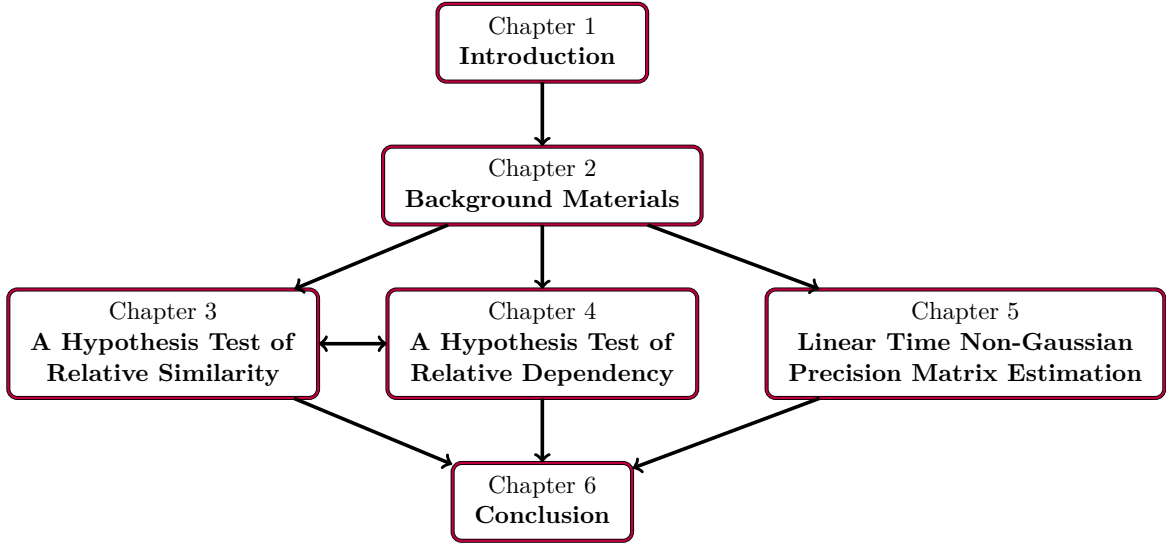 Chapter 1
Introduction
Chapter 2
Background Materials
Chapter 3
A Hypothesis Test of
Relative Similarity
Chapter 4
A Hypothesis Test of
Relative Dependency
Chapter 5
Linear Time Non-Gaussian
Precision Matrix Estimation
Chapter 6
Conclusion